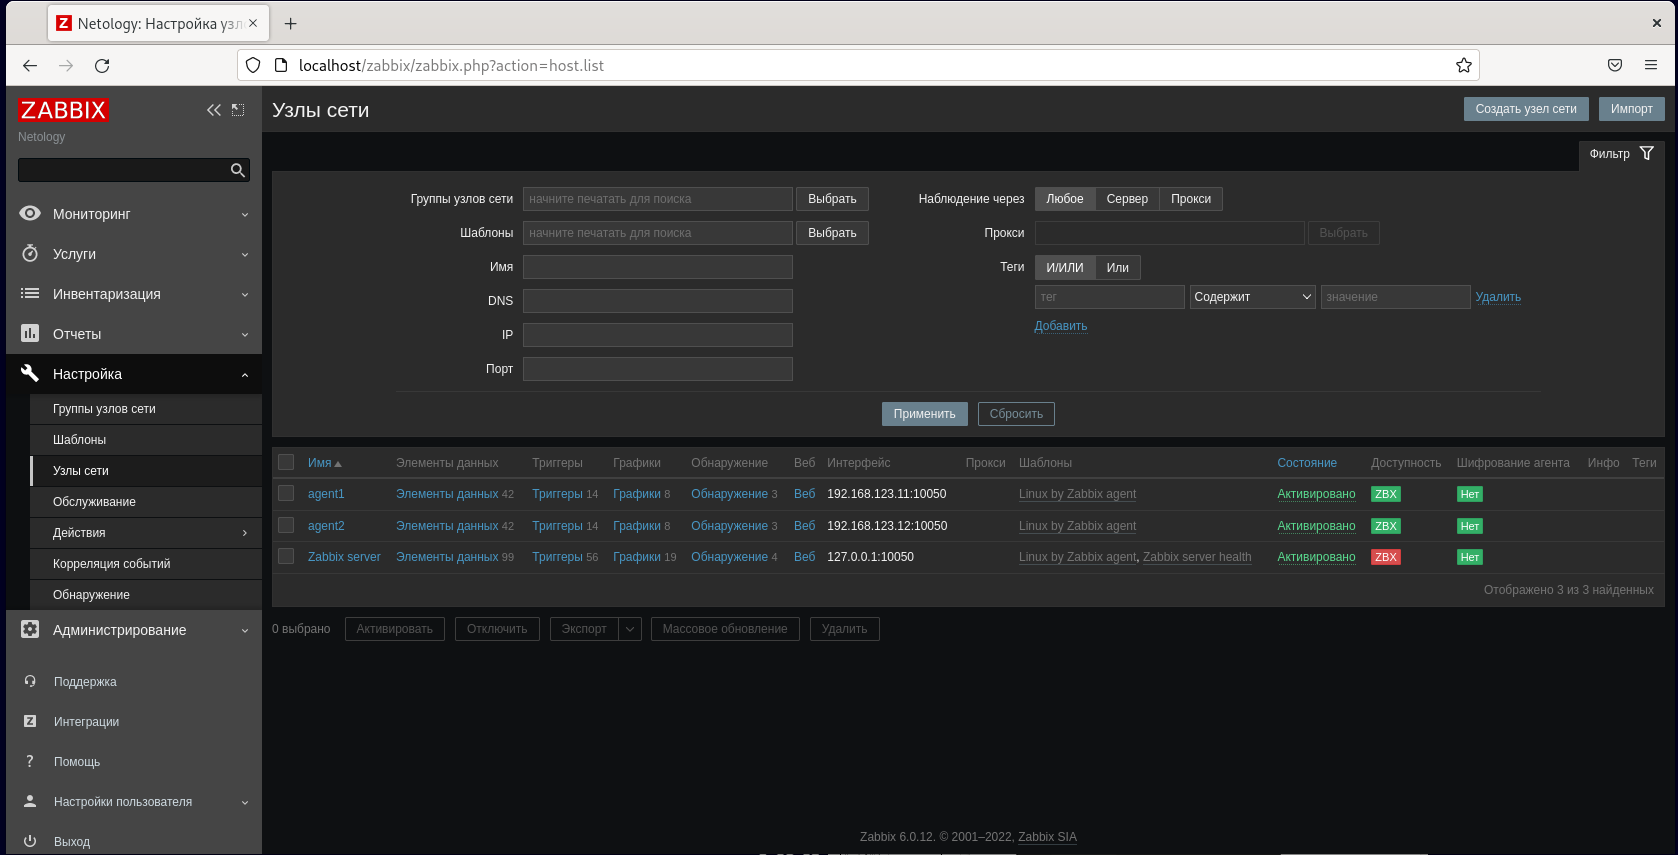 Netology: Настройка узл
localhost/zabbix/zabbix.php?action=host.list
ZABBIX
Netology
Мониторинг
Услуги
Инвентаризация
Отчеты
Настройка
Группы узлов сети
Шаблоны
Узлы сети
Обслуживание
Действия
Корреляция событий
Обнаружение
Администрирование
Поддержка
Интеграции
Помощь
Настройки пользователя
Выход
Узлы сети
Создать узел сети Импорт
Фильтр
Группы узлов сети начните печатать для поиска Выбрать
Шаблоны начните печатать для поиска Выбрать
Имя
DNS
IP
Порт
Наблюдение через Любое Сервер Прокси
Прокси Выбрать
Теги И/ИЛИ Или
тег Содержит значение Удалить
Добавить
Применить Сбросить
Имя Элементы данных Триггеры Графики Обнаружение Веб Интерфейс Прокси Шаблоны Состояние Доступность Шифрование агента Инфо Теги
agent1 Элементы данных 42 Триггеры 14 Графики 8 Обнаружение 3 Веб 192.168.123.11:10050 Linux by Zabbix agent Активировано ZBX Нет
agent2 Элементы данных 42 Триггеры 14 Графики 8 Обнаружение 3 Веб 192.168.123.12:10050 Linux by Zabbix agent Активировано ZBX Нет
Zabbix server Элементы данных 99 Триггеры 56 Графики 19 Обнаружение 4 Веб 127.0.0.1:10050 Linux by Zabbix agent, Zabbix server health Активировано ZBX Нет
Отображено 3 из 3 найденных
0 выбрано Активировать Отключить Экспорт Массовое обновление Удалить
Zabbix 6.0.12. © 2001–2022, Zabbix SIA